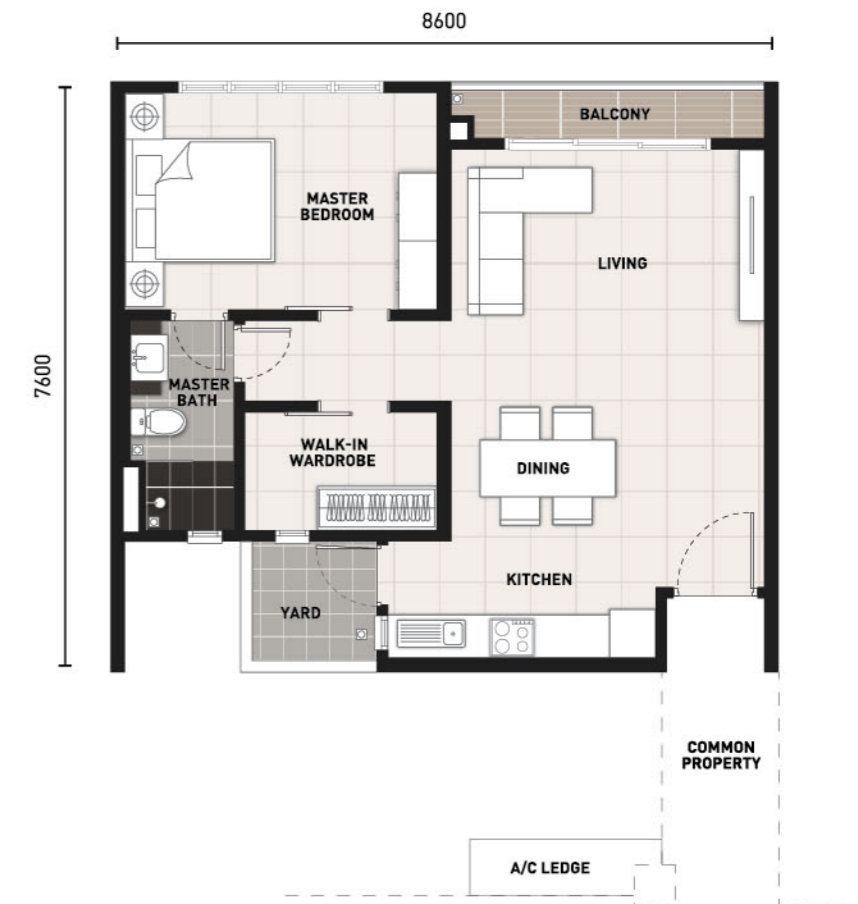 8600
BALCONY
MASTER
BEDROOM
LIVING
7600
MASTER
BATH
WALK-IN
WARDROBE
DINING
KITCHEN
YARD
COMMON
PROPERTY
A/C LEDGE